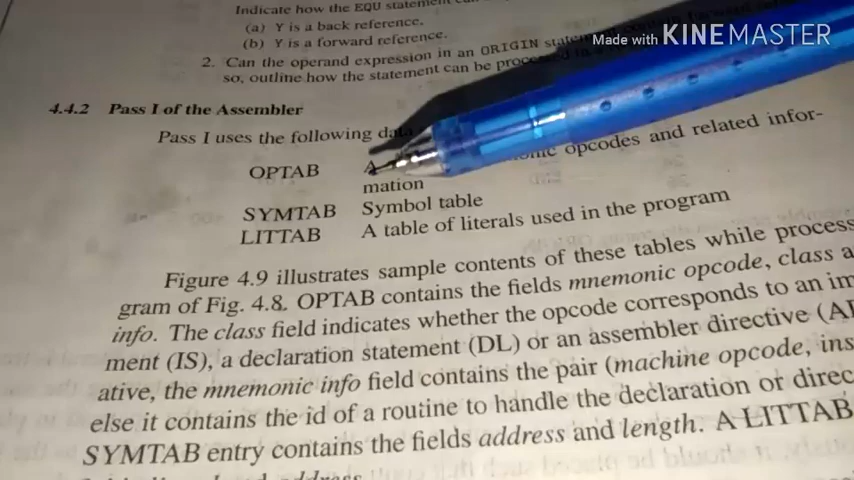 Indicate how the EQU statement
(a) Y is a back reference.
(b) Y is a forward reference.
2. Can the operand expression in an ORIGIN
so, outline how the statement can be
Made with KINEMASTER
4.4.2 Pass I of the Assembler
Pass I uses the following
OPTAB A opcodes and related infor-
mation
SYMTAB Symbol table
LITTAB A table of literals used in the program
Figure 4.9 illustrates sample contents of these tables while process
gram of Fig. 4.8. OPTAB contains the fields mnemonic opcode, class a
info. The class field indicates whether the opcode corresponds to an im
ment (IS), a declaration statement (DL) or an assembler directive (A
ative, the mnemonic info field contains the pair (machine opcode, ins
else it contains the id of a routine to handle the declaration or direc
SYMTAB entry contains the fields address and length. A LITTAB